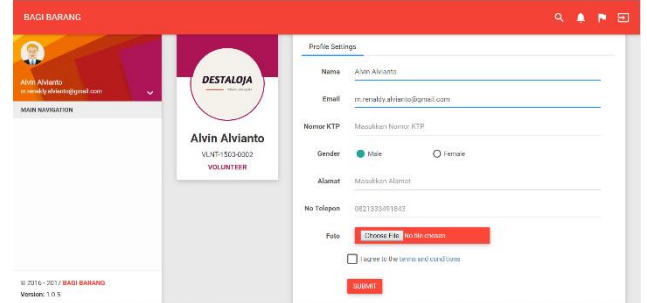 BAGI BARANG
Alvin Alvianto
m.renaldy.alvianto@gmail.com
MAIN NAVIGATION
© 2016 - 2017 BAGI BARANG.
Version: 1.0.5
DESTALOJA
Alvin Alvianto
VLNT-1503-0002
VOLUNTEER
Profile Settings
Name Alvin Alvianto
Email m.renaldy.alvianto@gmail.com
Nomor KTP Masukkan Nomor KTP
Gender Male Female
Alamat Masukkan Alamat
No Telepon 0821333491843
Foto Choose File No file chosen
I agree to the terms and conditions
SUBMIT